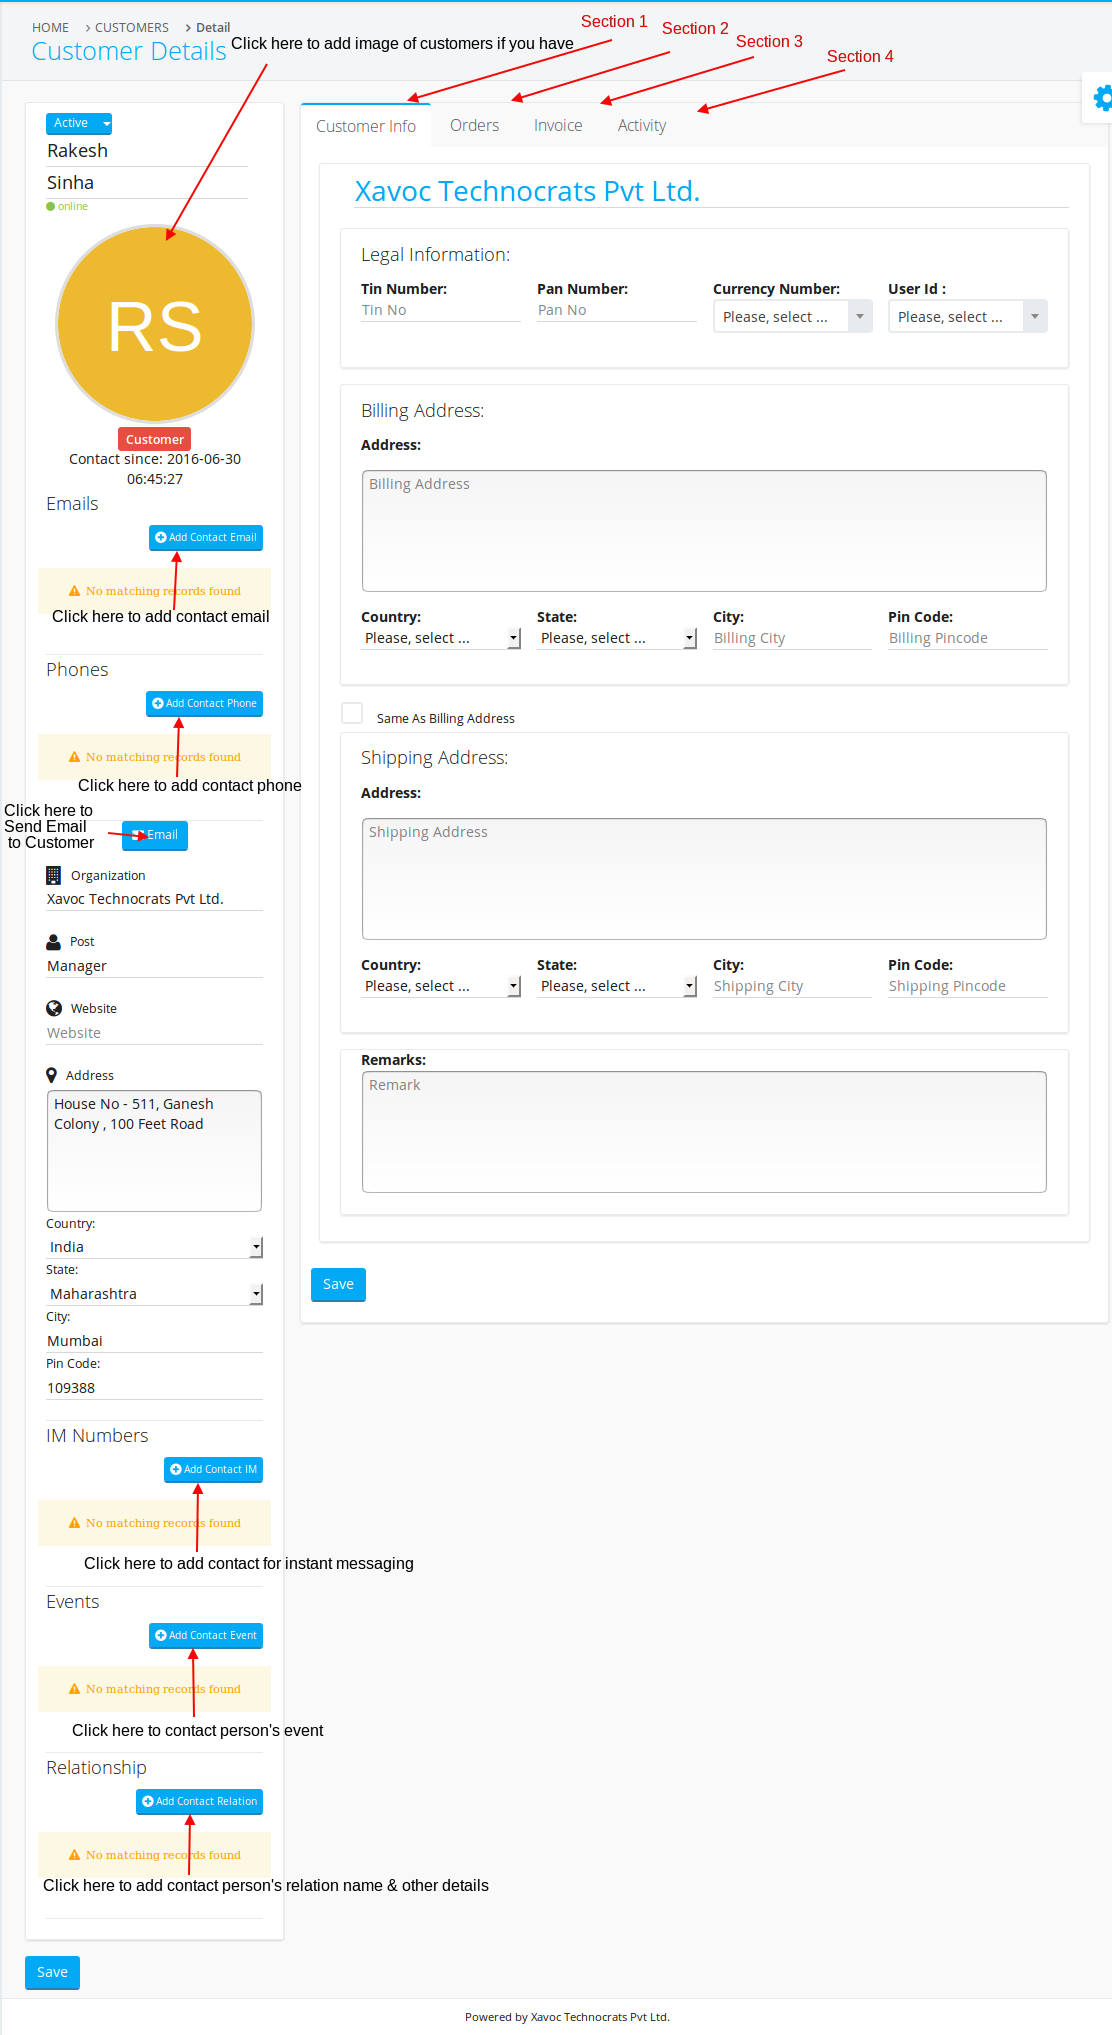 HOME > CUSTOMERS > Detail
Customer Details
Click here to add image of customers if you have
Section 1
Section 2
Section 3
Section 4
Active
Rakesh
Sinha
online
RS
Customer
Contact since: 2016-06-30
06:45:27
Emails
Add Contact Email
No matching records found
Click here to add contact email
Phones
Add Contact Phone
No matching records found
Click here to add contact phone
Click here to
Send Email
to Customer
Email
Organization
Xavoc Technocrats Pvt Ltd.
Post
Manager
Website
Website
Address
House No - 511, Ganesh
Colony , 100 Feet Road
Country:
India
State:
Maharashtra
City:
Mumbai
Pin Code:
109388
IM Numbers
Add Contact IM
No matching records found
Click here to add contact for instant messaging
Events
Add Contact Event
No matching records found
Click here to contact person's event
Relationship
Add Contact Relation
No matching records found
Click here to add contact person's relation name & other details
Save
Customer Info Orders Invoice Activity
Xavoc Technocrats Pvt Ltd.
Legal Information:
Tin Number: Pan Number: Currency Number: User Id :
Tin No Pan No Please, select ... Please, select ...
Billing Address:
Address:
Billing Address
Country: State: City: Pin Code:
Please, select ... Please, select ... Billing City Billing Pincode
Same As Billing Address
Shipping Address:
Address:
Shipping Address
Country: State: City: Pin Code:
Please, select ... Please, select ... Shipping City Shipping Pincode
Remarks:
Remark
Save
Powered by Xavoc Technocrats Pvt Ltd.